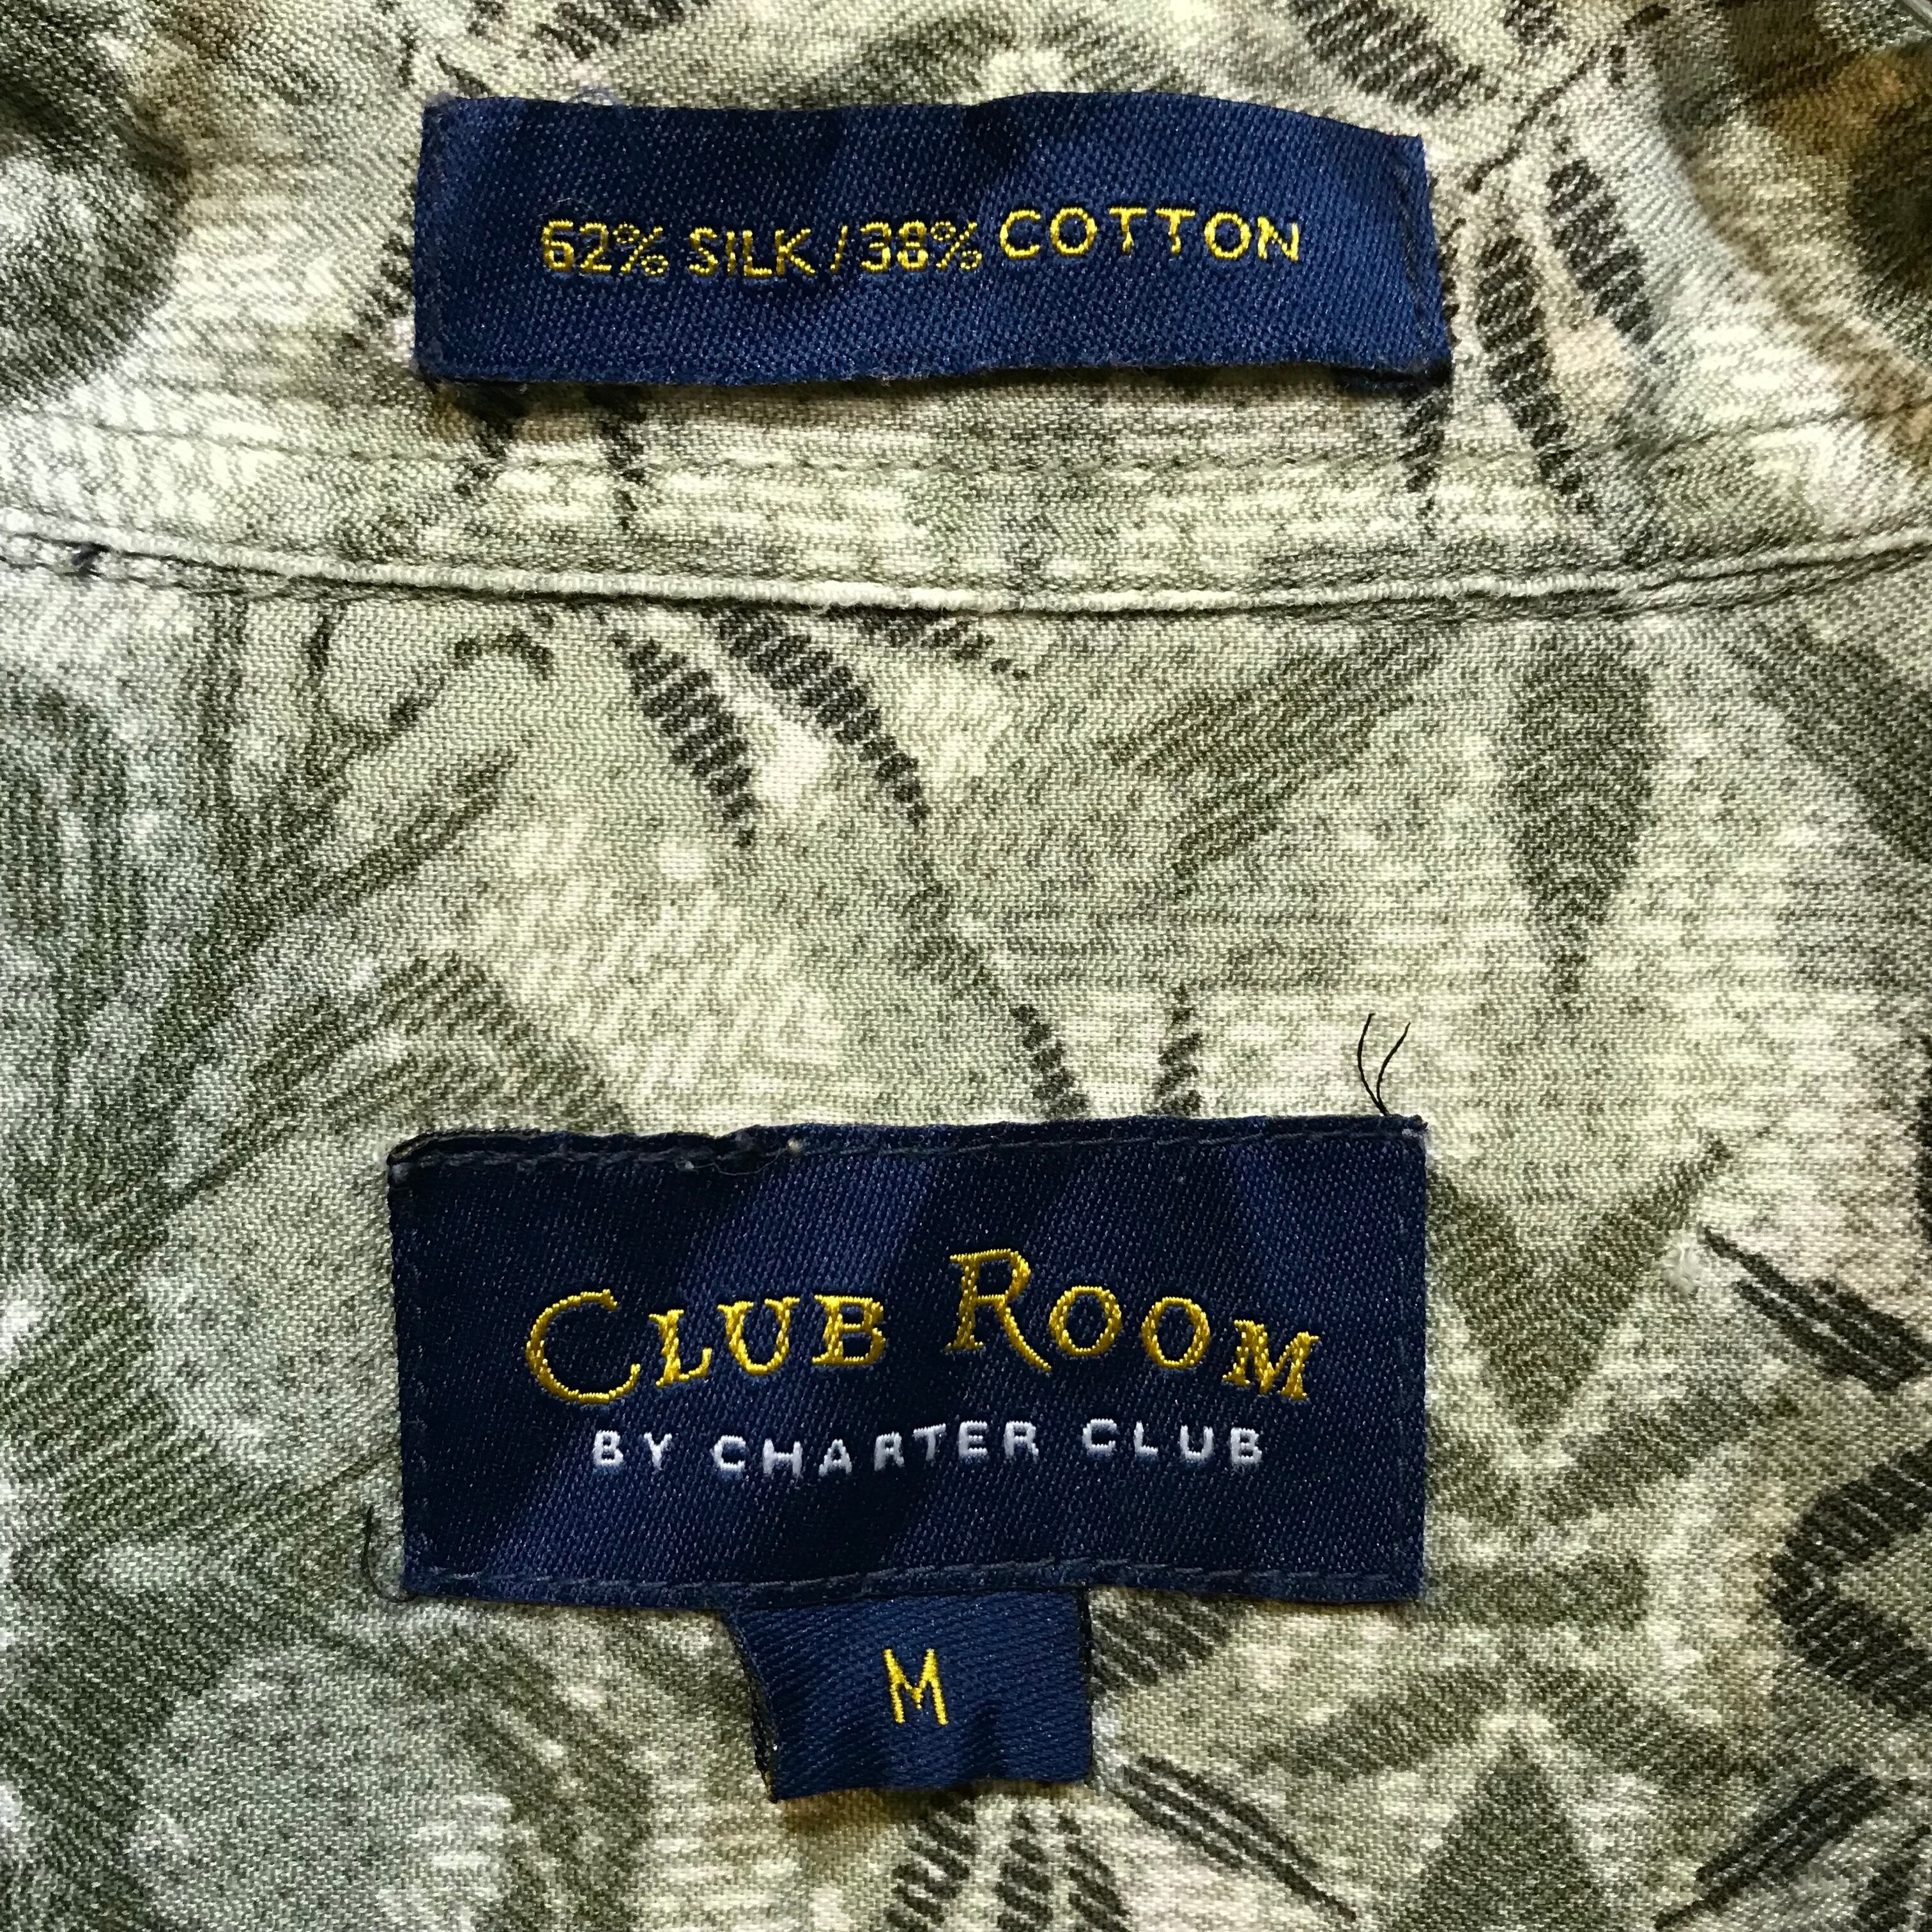 62% SILK / 38% COTTON
CLUB ROOM
BY CHARTER CLUB
M